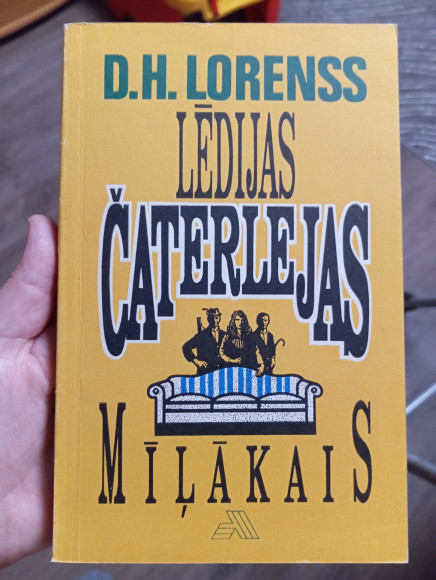 D.H. LORENSS
LĒDIJAS
ČATERLEJAS
MĪĻĀKAIS